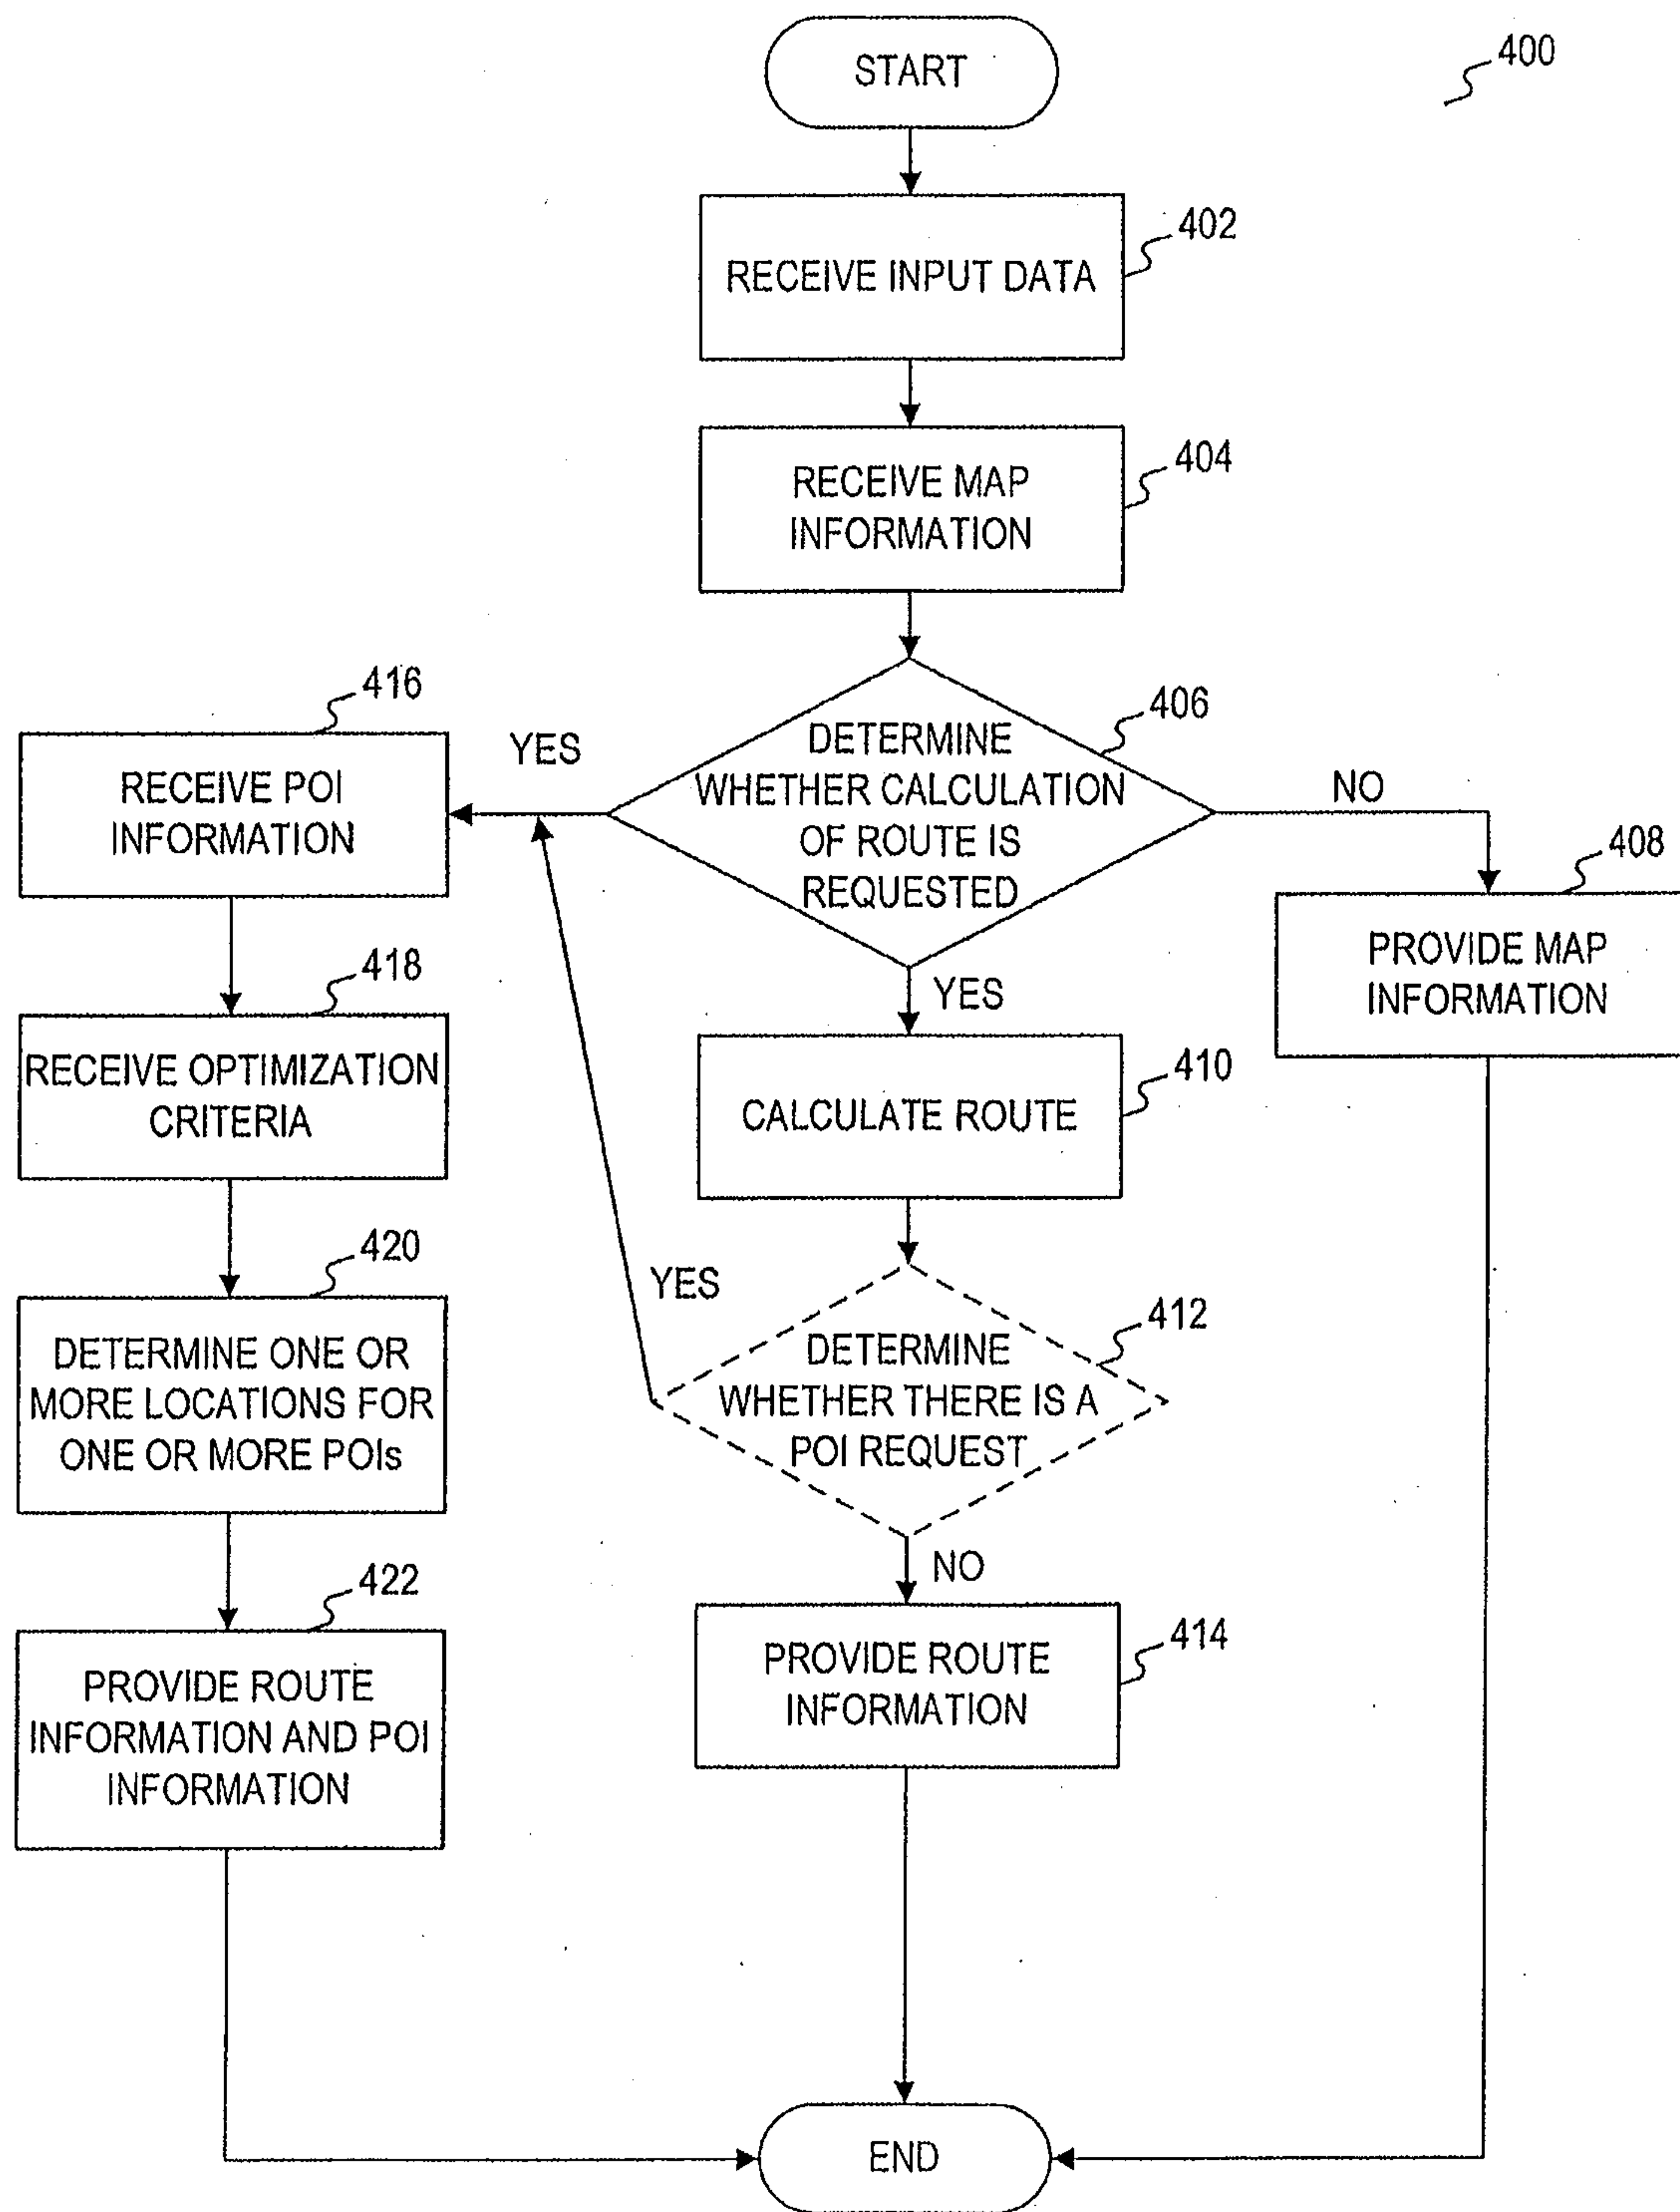 START
400
RECEIVE INPUT DATA
402
RECEIVE MAP
INFORMATION
404
DETERMINE
WHETHER CALCULATION
OF ROUTE IS
REQUESTED
406
YES
NO
YES
RECEIVE POI
INFORMATION
416
PROVIDE MAP
INFORMATION
408
RECEIVE OPTIMIZATION
CRITERIA
418
CALCULATE ROUTE
410
DETERMINE ONE OR
MORE LOCATIONS FOR
ONE OR MORE POIs
420
DETERMINE
WHETHER THERE IS A
POI REQUEST
412
YES
NO
PROVIDE ROUTE
INFORMATION AND POI
INFORMATION
422
PROVIDE ROUTE
INFORMATION
414
END